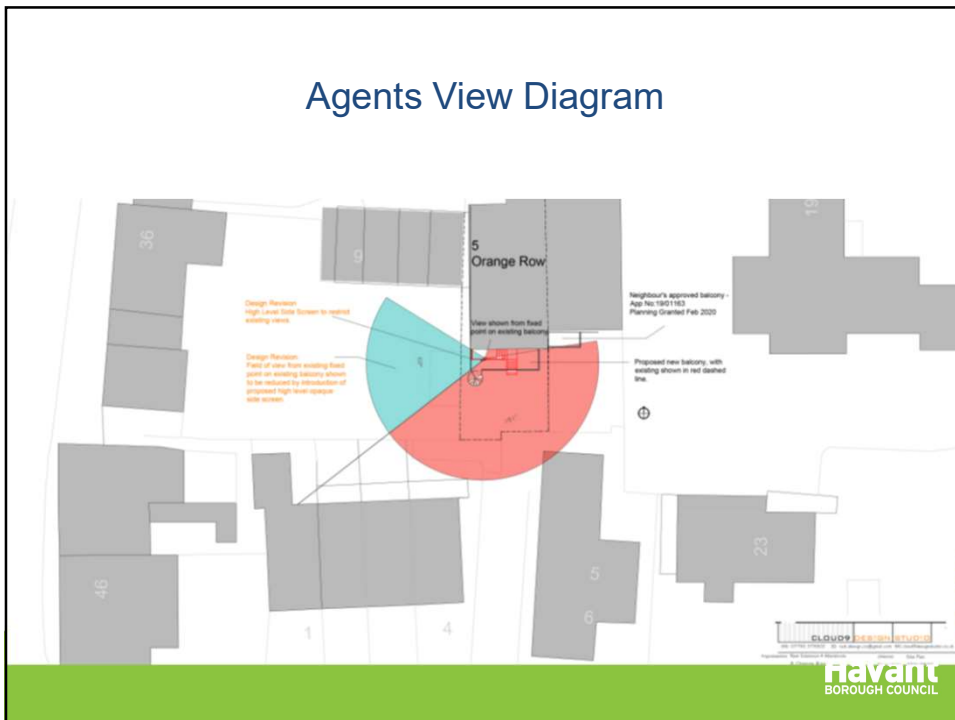 Agents View Diagram
36
9
5
Orange Row
19
Design Revision
High Level Side Screen to restrict
existing views
View shown from fixed
point on existing balcony
Neighbour's approved balcony -
App No:19/01163
Planning Granted Feb 2020
Design Revision
Field of view from existing fixed
point on existing balcony shown,
to be reduced by introduction of
proposed high level opaque
side screen
Proposed new balcony, with
existing shown in red dashed
line.
46
1
4
5
6
23
CLOUD9 DESIGN STUDIO
Havant
BOROUGH COUNCIL